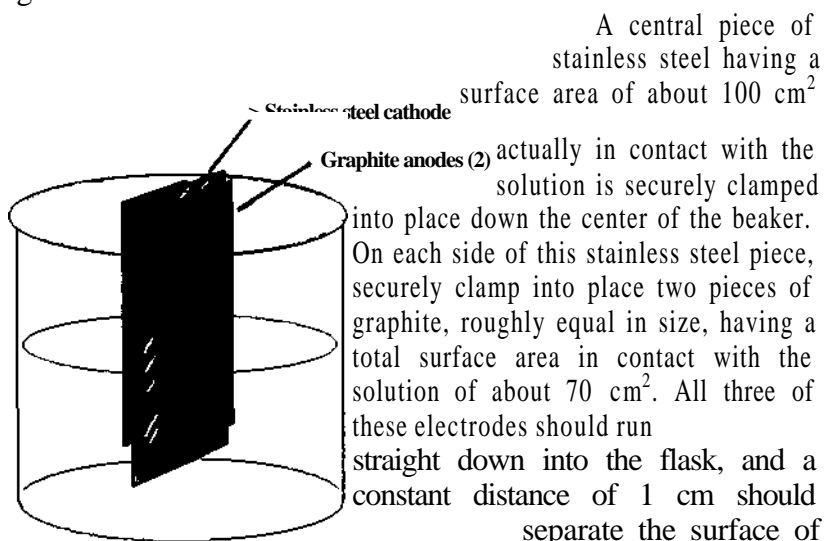 A central piece of
stainless steel having a
surface area of about 100 cm²
Stainless steel cathode
Graphite anodes (2)
actually in contact with the
solution is securely clamped
into place down the center of the beaker.
On each side of this stainless steel piece,
securely clamp into place two pieces of
graphite, roughly equal in size, having a
total surface area in contact with the
solution of about 70 cm². All three of
these electrodes should run
straight down into the flask, and a
constant distance of 1 cm should
separate the surface of